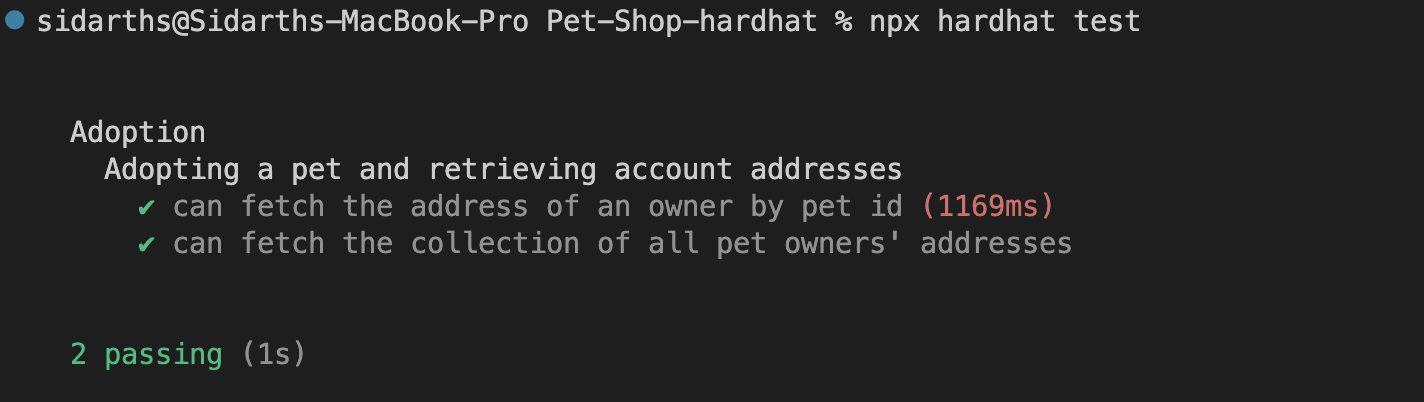 sidarths@Sidarths-MacBook-Pro Pet-Shop-hardhat % npx hardhat test
Adoption
Adopting a pet and retrieving account addresses
✔ can fetch the address of an owner by pet id (1169ms)
✔ can fetch the collection of all pet owners' addresses
2 passing (1s)